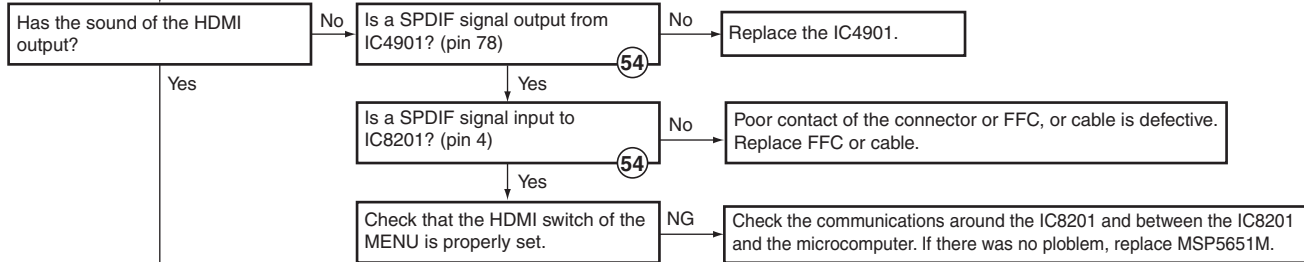 Has the sound of the HDMI
output?
No
Is a SPDIF signal output from
IC4901? (pin 78)
54
No
Replace the IC4901.
Yes
Yes
Is a SPDIF signal input to
IC8201? (pin 4)
54
No
Poor contact of the connector or FFC, or cable is defective.
Replace FFC or cable.
Yes
Check that the HDMI switch of the
MENU is properly set.
NG
Check the communications around the IC8201 and between the IC8201
and the microcomputer. If there was no ploblem, replace MSP5651M.